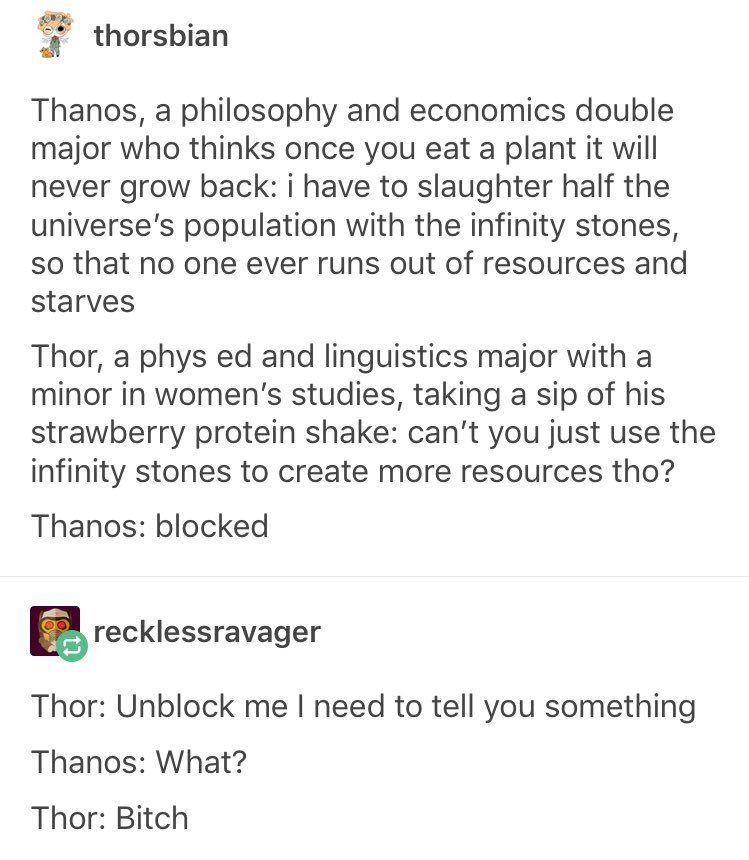 thorsbian
Thanos, a philosophy and economics double
major who thinks once you eat a plant it will
never grow back: i have to slaughter half the
universe’s population with the infinity stones,
so that no one ever runs out of resources and
starves
Thor, a phys ed and linguistics major with a
minor in women’s studies, taking a sip of his
strawberry protein shake: can’t you just use the
infinity stones to create more resources tho?
Thanos: blocked
recklessravager
Thor: Unblock me I need to tell you something
Thanos: What?
Thor: Bitch